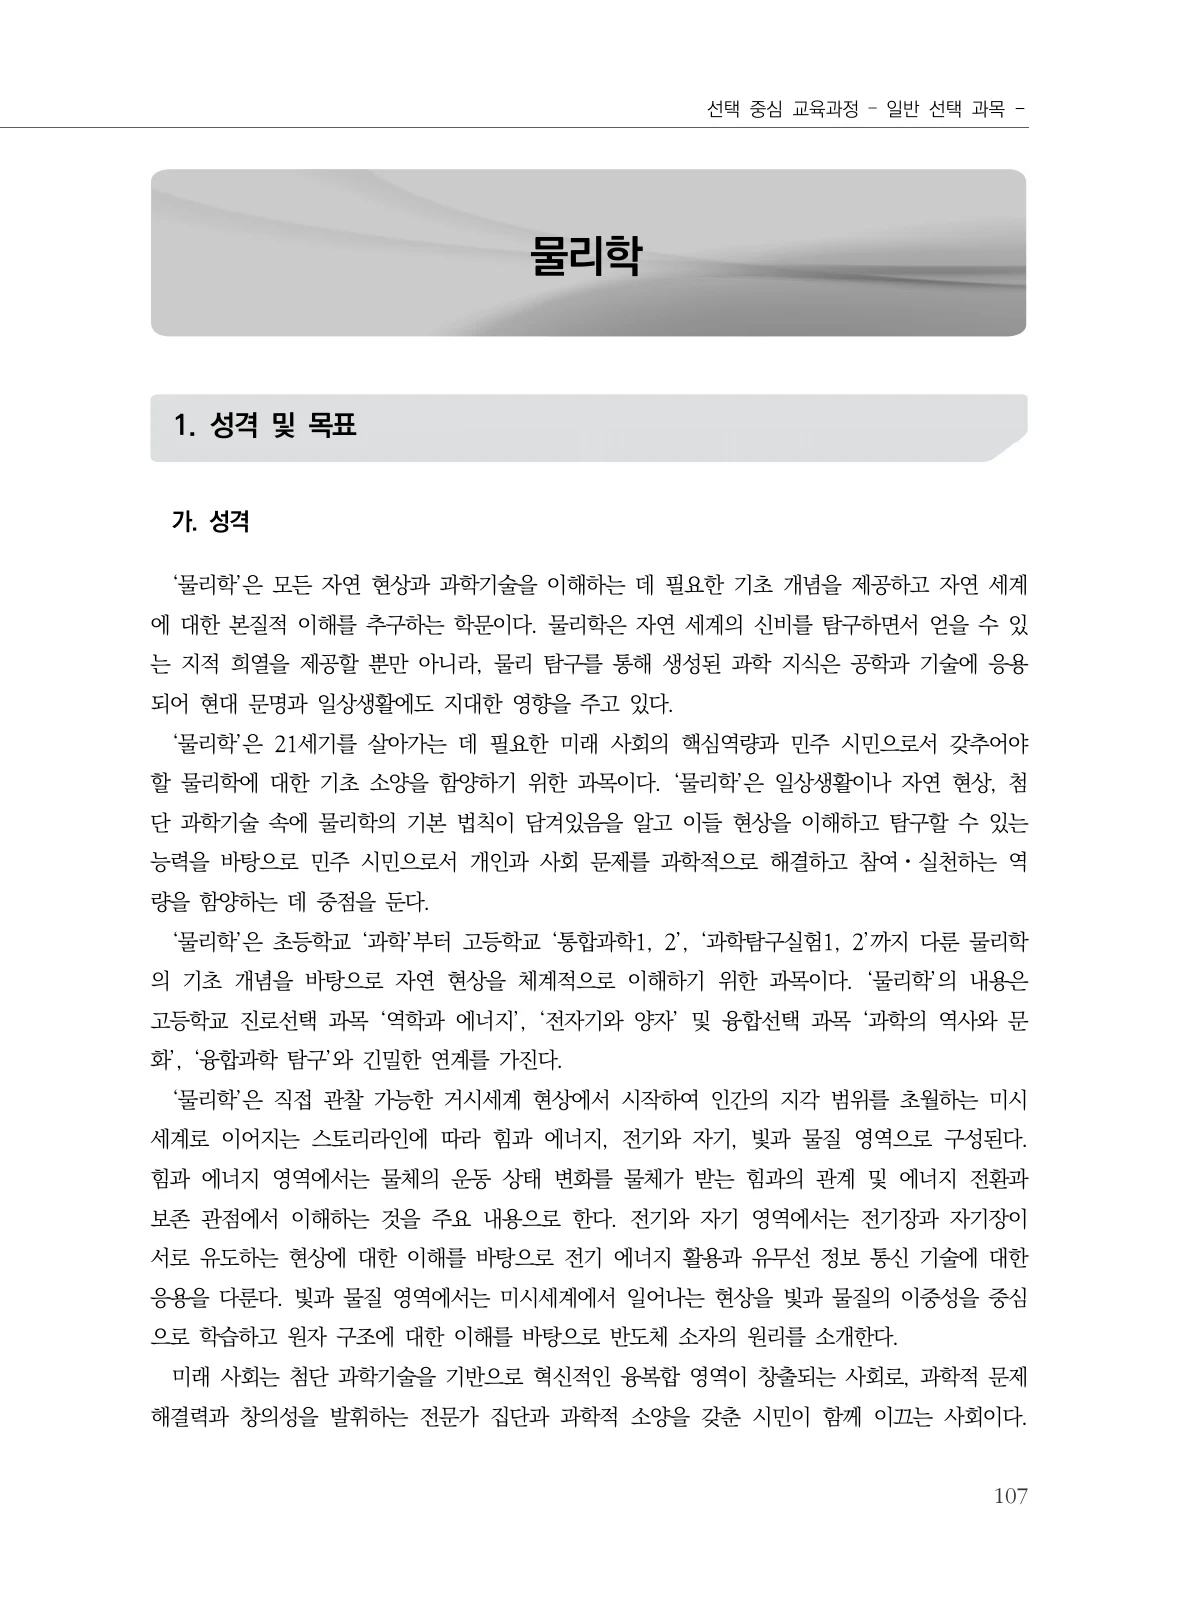 선택 중심 교육과정 - 일반 선택 과목 -
물리학
1. 성격 및 목표
가. 성격
‘물리학’은 모든 자연 현상과 과학기술을 이해하는 데 필요한 기초 개념을 제공하고 자연 세계
에 대한 본질적 이해를 추구하는 학문이다. 물리학은 자연 세계의 신비를 탐구하면서 얻을 수 있
는 지적 희열을 제공할 뿐만 아니라, 물리 탐구를 통해 생성된 과학 지식은 공학과 기술에 응용
되어 현대 문명과 일상생활에도 지대한 영향을 주고 있다.
‘물리학’은 21세기를 살아가는 데 필요한 미래 사회의 핵심역량과 민주 시민으로서 갖추어야
할 물리학에 대한 기초 소양을 함양하기 위한 과목이다. ‘물리학’은 일상생활이나 자연 현상, 첨
단 과학기술 속에 물리학의 기본 법칙이 담겨있음을 알고 이들 현상을 이해하고 탐구할 수 있는
능력을 바탕으로 민주 시민으로서 개인과 사회 문제를 과학적으로 해결하고 참여·실천하는 역
량을 함양하는 데 중점을 둔다.
‘물리학’은 초등학교 ‘과학’부터 고등학교 ‘통합과학1, 2’, ‘과학탐구실험1, 2’까지 다룬 물리학
의 기초 개념을 바탕으로 자연 현상을 체계적으로 이해하기 위한 과목이다. ‘물리학’의 내용은
고등학교 진로선택 과목 ‘역학과 에너지’, ‘전자기와 양자’ 및 융합선택 과목 ‘과학의 역사와 문
화’, ‘융합과학 탐구’와 긴밀한 연계를 가진다.
‘물리학’은 직접 관찰 가능한 거시세계 현상에서 시작하여 인간의 지각 범위를 초월하는 미시
세계로 이어지는 스토리라인에 따라 힘과 에너지, 전기와 자기, 빛과 물질 영역으로 구성된다.
힘과 에너지 영역에서는 물체의 운동 상태 변화를 물체가 받는 힘과의 관계 및 에너지 전환과
보존 관점에서 이해하는 것을 주요 내용으로 한다. 전기와 자기 영역에서는 전기장과 자기장이
서로 유도하는 현상에 대한 이해를 바탕으로 전기 에너지 활용과 유무선 정보 통신 기술에 대한
응용을 다룬다. 빛과 물질 영역에서는 미시세계에서 일어나는 현상을 빛과 물질의 이중성을 중심
으로 학습하고 원자 구조에 대한 이해를 바탕으로 반도체 소자의 원리를 소개한다.
미래 사회는 첨단 과학기술을 기반으로 혁신적인 융복합 영역이 창출되는 사회로, 과학적 문제
해결력과 창의성을 발휘하는 전문가 집단과 과학적 소양을 갖춘 시민이 함께 이끄는 사회이다.
107